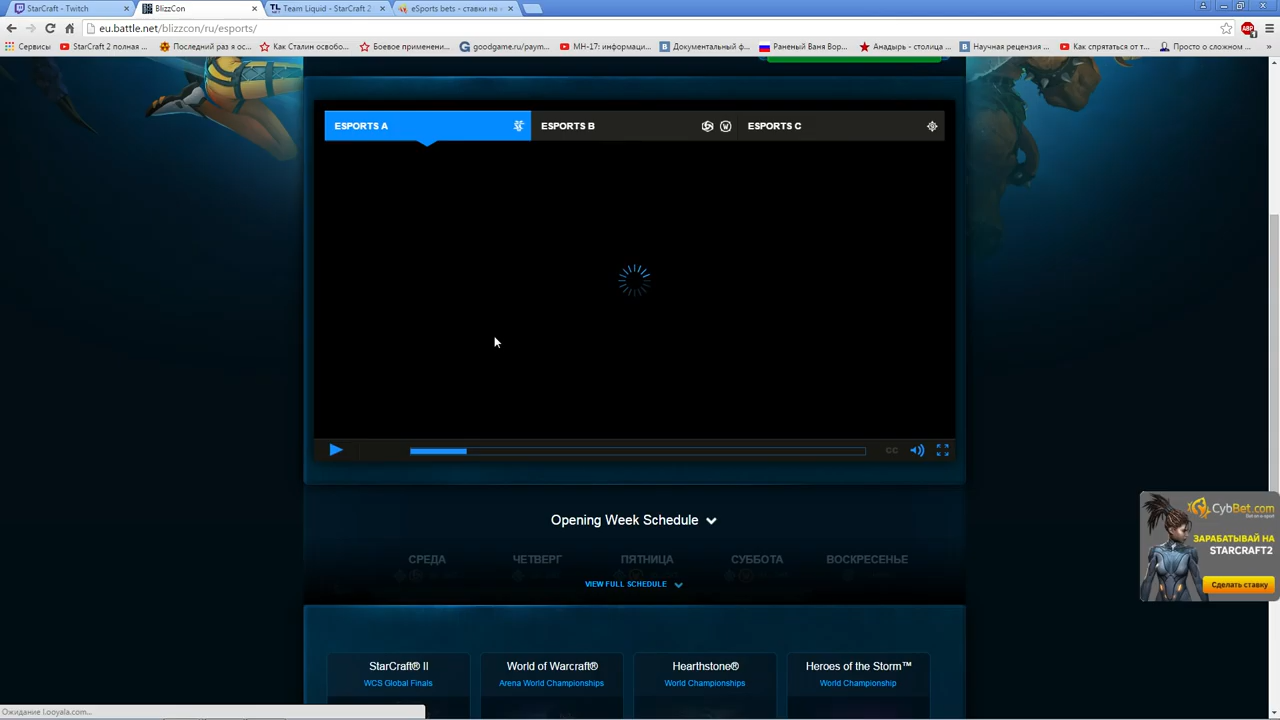 StarCraft - Twitch
BlizzCon
Team Liquid - StarCraft 2
eSports bets - ставки на
eu.battle.net/blizzcon/ru/esports/
ABP
Сервисы
StarCraft 2 полная ...
Последний раз я ос...
Как Сталин освобо...
Боевое применени...
goodgame.ru/paym...
МН-17: информаци...
Документальный ф...
Раненый Ваня Вор...
Анадырь - столица ...
Научная рецензия ...
Как спрятаться от т...
Просто о сложном ...
ESPORTS A
ESPORTS B
ESPORTS C
CC
Opening Week Schedule
СРЕДА
ЧЕТВЕРГ
ПЯТНИЦА
СУББОТА
ВОСКРЕСЕНЬЕ
VIEW FULL SCHEDULE
CybBet.com
ЗАРАБАТЫВАЙ НА
STARCRAFT2
Сделать ставку
StarCraft® II
WCS Global Finals
World of Warcraft®
Arena World Championships
Hearthstone®
World Championships
Heroes of the Storm™
World Championship
Ожидание l.ooyala.com...